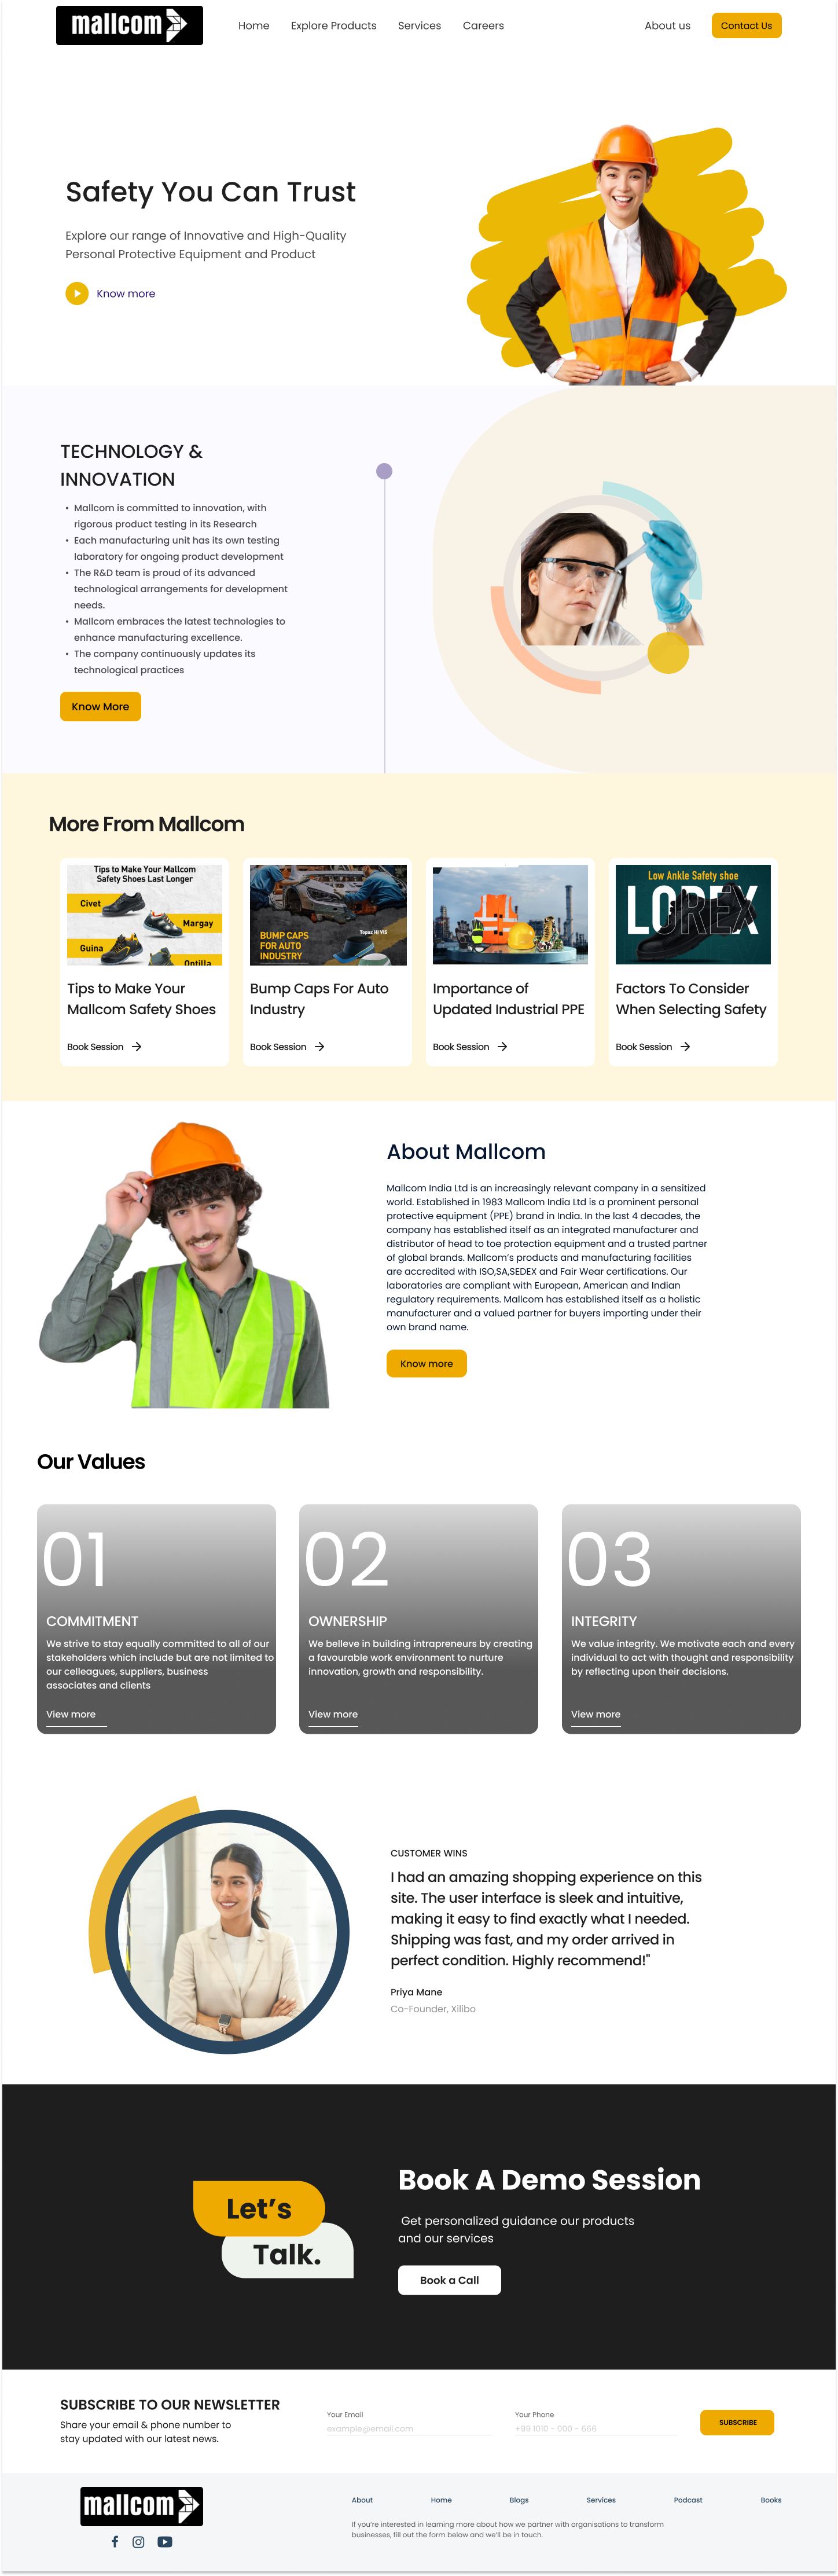 mallcom
Home Explore Products Services Careers About us Contact Us
Safety You Can Trust
Explore our range of Innovative and High-Quality
Personal Protective Equipment and Product
Know more
TECHNOLOGY &
INNOVATION
• Mallcom is committed to innovation, with
rigorous product testing in its Research
• Each manufacturing unit has its own testing
laboratory for ongoing product development
• The R&D team is proud of its advanced
technological arrangements for development
needs.
• Mallcom embraces the latest technologies to
enhance manufacturing excellence.
• The company continuously updates its
technological practices
Know More
More From Mallcom
Tips to Make Your Mallcom
Safety Shoes Last Longer
Civet
Margay
Guina
Ontilla
Tips to Make Your
Mallcom Safety Shoes
Book Session
BUMP CAPS
FOR AUTO
INDUSTRY
Topaz HI VIS
Bump Caps For Auto
Industry
Book Session
Importance of
Updated Industrial PPE
Book Session
Low Ankle Safety shoe
LOREX
Factors To Consider
When Selecting Safety
Book Session
About Mallcom
Mallcom India Ltd is an increasingly relevant company in a sensitized
world. Established in 1983 Mallcom India Ltd is a prominent personal
protective equipment (PPE) brand in India. In the last 4 decades, the
company has established itself as an integrated manufacturer and
distributor of head to toe protection equipment and a trusted partner
of global brands. Mallcom's products and manufacturing facilities
are accredited with ISO,SA,SEDEX and Fair Wear certifications. Our
laboratories are compliant with European, American and Indian
regulatory requirements. Mallcom has established itself as a holistic
manufacturer and a valued partner for buyers importing under their
own brand name.
Know more
Our Values
01
COMMITMENT
We strive to stay equally committed to all of our
stakeholders which include but are not limited to
our celleagues, suppliers, business
associates and clients
View more
02
OWNERSHIP
We believe in building intrapreneurs by creating
a favourable work environment to nurture
innovation, growth and responsibility.
View more
03
INTEGRITY
We value integrity. We motivate each and every
individual to act with thought and responsibility
by reflecting upon their decisions.
View more
CUSTOMER WINS
I had an amazing shopping experience on this
site. The user interface is sleek and intuitive,
making it easy to find exactly what I needed.
Shipping was fast, and my order arrived in
perfect condition. Highly recommend!"
Priya Mane
Co-Founder, Xilibo
Let's
Talk.
Book A Demo Session
Get personalized guidance our products
and our services
Book a Call
SUBSCRIBE TO OUR NEWSLETTER
Share your email & phone number to
stay updated with our latest news.
Your Email
example@email.com
Your Phone
+99 1010 - 000 - 666
SUBSCRIBE
mallcom
About Home Blogs Services Podcast Books
If you're interested in learning more about how we partner with organisations to transform
businesses, fill out the form below and we'll be in touch.